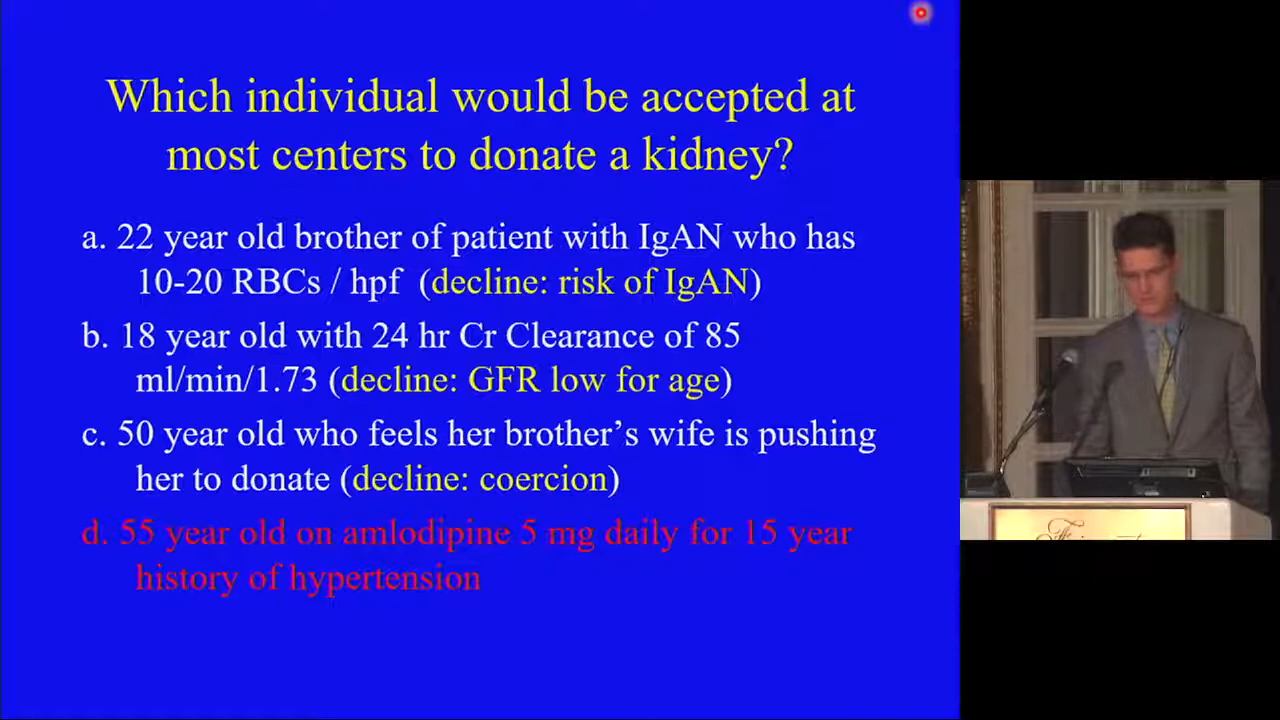 Which individual would be accepted at
most centers to donate a kidney?
a. 22 year old brother of patient with IgAN who has
10-20 RBCs / hpf (decline: risk of IgAN)
b. 18 year old with 24 hr Cr Clearance of 85
ml/min/1.73 (decline: GFR low for age)
c. 50 year old who feels her brother's wife is pushing
her to donate (decline: coercion)
d. 55 year old on amlodipine 5 mg daily for 15 year
history of hypertension
The